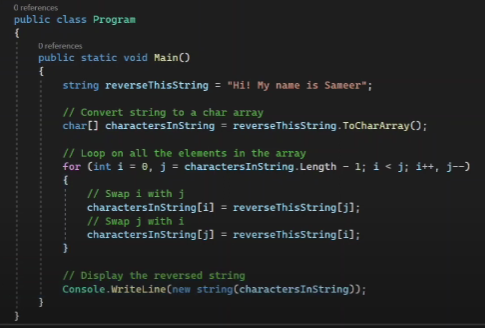 0 references
public class Program
{
0 references
public static void Main()
{
string reverseThisString = "Hi! My name is Sameer";
// Convert string to a char array
char[] charactersInString = reverseThisString.ToCharArray();
// Loop on all the elements in the array
for (int i = 0, j = charactersInString.Length - 1; i < j; i++, j--)
{
// Swap i with j
charactersInString[i] = reverseThisString[j];
// Swap j with i
charactersInString[j] = reverseThisString[i];
}
// Display the reversed string
Console.WriteLine(new string(charactersInString));
}
}